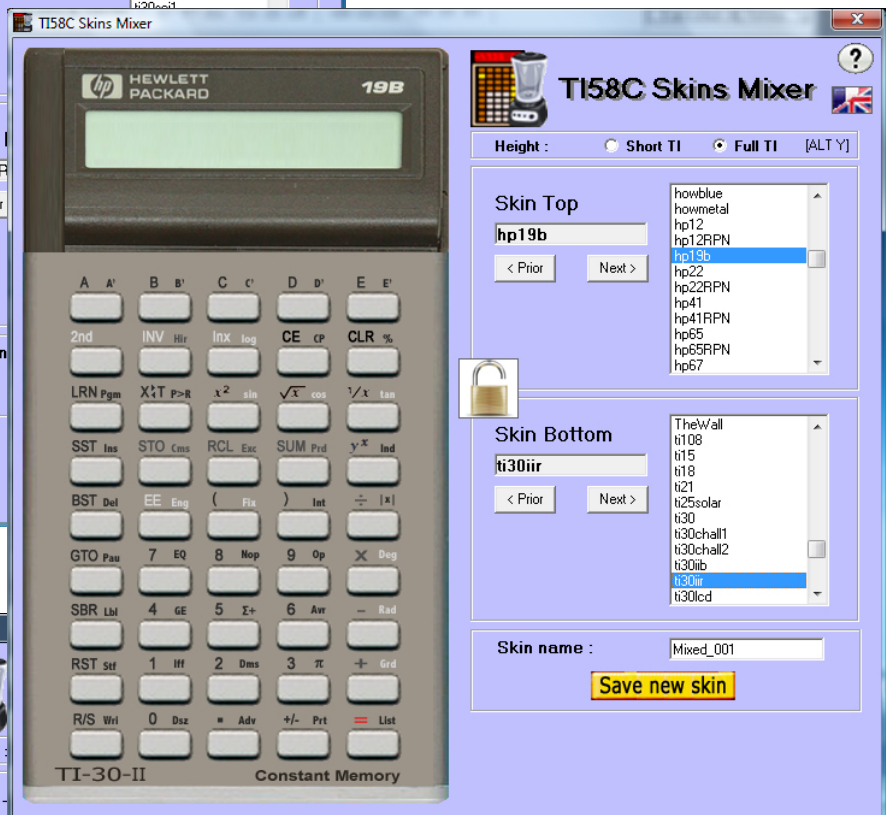 TI58C Skins Mixer
hp HEWLETT PACKARD 19B
A A' B B' C C' D D' E E'
2nd INV Hir lnx log CE CP CLR %
LRN Pgm X⇄T P>R x² sin √x cos 1/x tan
SST Ins STO Cms RCL Exc SUM Prd yˣ Ind
BST Del EE Eng ( Fix ) Int ÷ |x|
GTO Pau 7 EQ 8 Nop 9 Op × Deg
SBR Lbl 4 GE 5 Σ+ 6 Avr − Rad
RST Stf 1 Iff 2 Dms 3 π + Grd
R/S Wri 0 Dsz ▪ Adv +/- Prt = List
TI-30-II Constant Memory
TI58C Skins Mixer
?
Height : Short TI Full TI [ALT Y]
Skin Top
hp19b
< Prior Next >
howblue
howmetal
hp12
hp12RPN
hp19b
hp22
hp22RPN
hp41
hp41RPN
hp65
hp65RPN
hp67
Skin Bottom
ti30iir
< Prior Next >
TheWall
ti108
ti15
ti18
ti21
ti25solar
ti30
ti30chall1
ti30chall2
ti30iib
ti30iir
ti30lcd
Skin name : Mixed_001
Save new skin